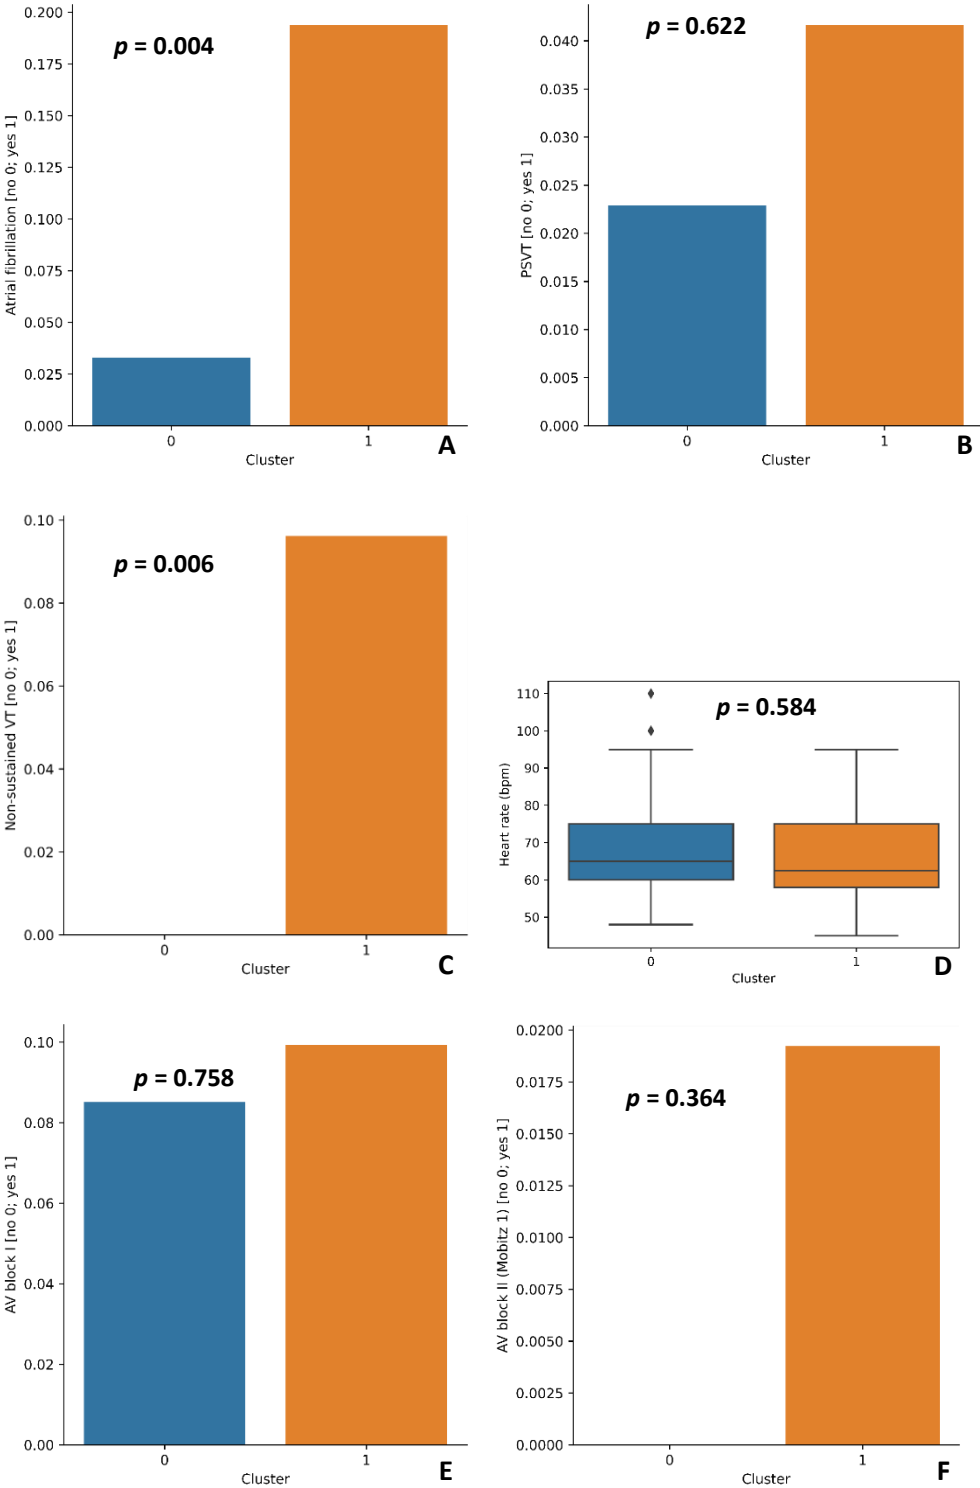 Atrial fibrillation [no 0; yes 1]
0.200
0.175
0.150
0.125
0.100
0.075
0.050
0.025
0.000
p = 0.004
0 1
Cluster
A
PSVT [no 0; yes 1]
0.040
0.035
0.030
0.025
0.020
0.015
0.010
0.005
0.000
p = 0.622
0 1
Cluster
B
Non-sustained VT [no 0; yes 1]
0.10
0.08
0.06
0.04
0.02
0.00
p = 0.006
0 1
Cluster
C
Heart rate (bpm)
110
100
90
80
70
60
50
p = 0.584
0 1
Cluster
D
AV block I [no 0; yes 1]
0.10
0.08
0.06
0.04
0.02
0.00
p = 0.758
0 1
Cluster
E
AV block II (Mobitz 1) [no 0; yes 1]
0.0200
0.0175
0.0150
0.0125
0.0100
0.0075
0.0050
0.0025
0.0000
p = 0.364
0 1
Cluster
F